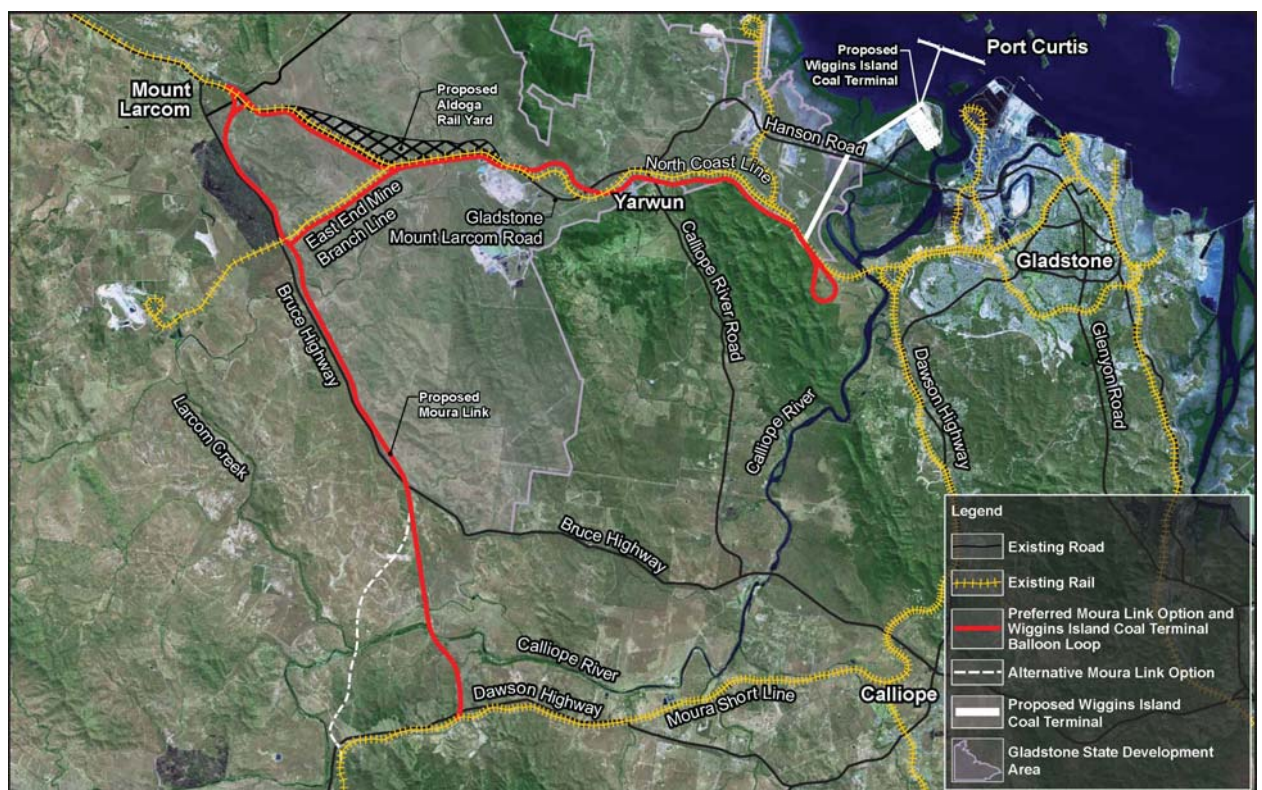 Port Curtis
Proposed
Wiggins Island
Coal Terminal
Mount
Larcom
Proposed
Aldoga
Rail Yard
Hanson Road
North Coast Line
Yarwun
Gladstone
Mount Larcom Road
East End Mine
Branch Line
Gladstone
Calliope River Road
Bruce Highway
Dawson Highway
Glenyon Road
Proposed
Moura Link
Larcom Creek
Calliope River
Bruce Highway
Calliope River
Dawson Highway
Moura Short Line
Calliope
Legend
Existing Road
Existing Rail
Preferred Moura Link Option and
Wiggins Island Coal Terminal
Balloon Loop
Alternative Moura Link Option
Proposed Wiggins Island
Coal Terminal
Gladstone State Development
Area